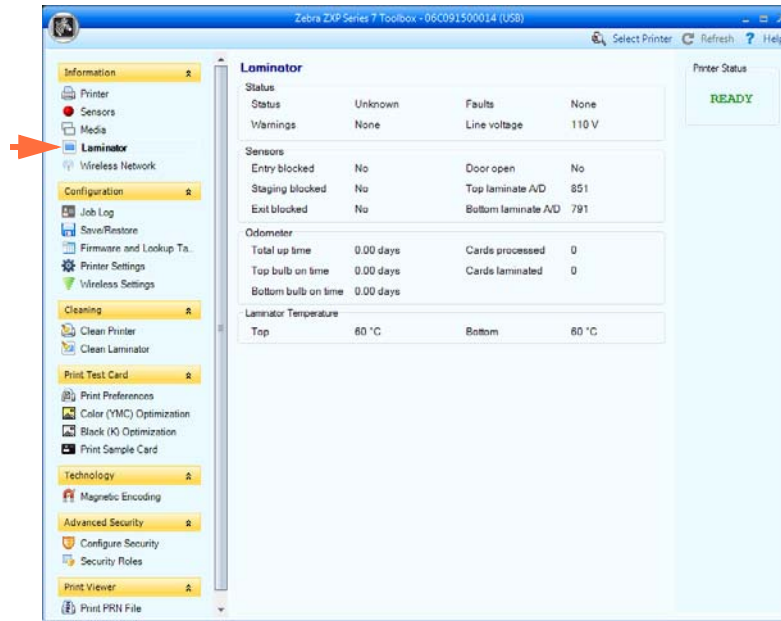 Zebra ZXP Series 7 Toolbox - 06C091500014 (USB)
Select Printer Refresh ? Help
Information
Printer
Sensors
Media
Laminator
Wireless Network
Configuration
Job Log
Save/Restore
Firmware and Lookup Ta..
Printer Settings
Wireless Settings
Cleaning
Clean Printer
Clean Laminator
Print Test Card
Print Preferences
Color (YMC) Optimization
Black (K) Optimization
Print Sample Card
Technology
Magnetic Encoding
Advanced Security
Configure Security
Security Roles
Print Viewer
Print PRN File
Laminator
Status
Status Unknown Faults None
Warnings None Line voltage 110 V
Sensors
Entry blocked No Door open No
Staging blocked No Top laminate A/D 851
Exit blocked No Bottom laminate A/D 791
Odometer
Total up time 0.00 days Cards processed 0
Top bulb on time 0.00 days Cards laminated 0
Bottom bulb on time 0.00 days
Laminator Temperature
Top 60 °C Bottom 60 °C
Printer Status
READY